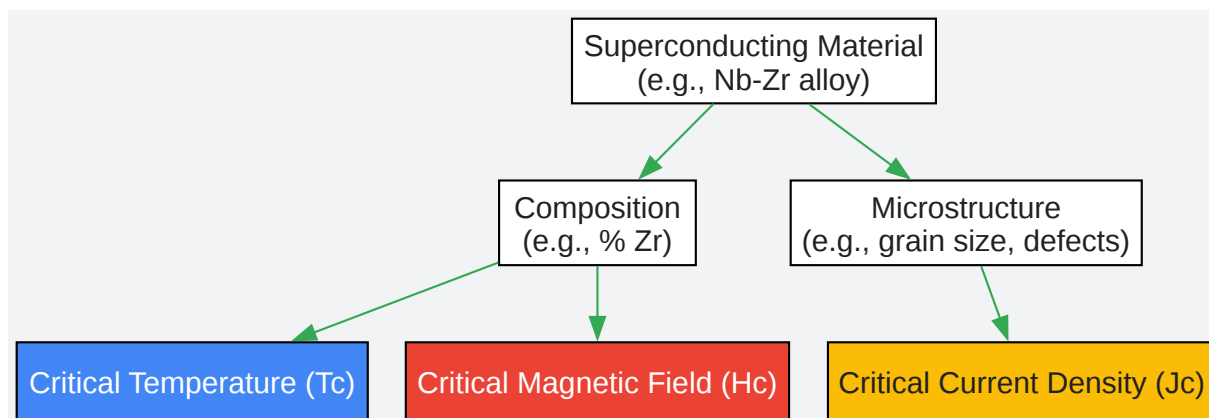 Superconducting Material
(e.g., Nb-Zr alloy)
Composition
(e.g., % Zr)
Microstructure
(e.g., grain size, defects)
Critical Temperature (Tc)
Critical Magnetic Field (Hc)
Critical Current Density (Jc)